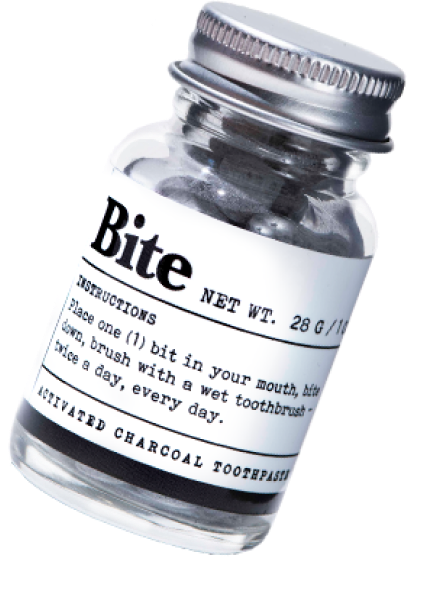 Bite
NET WT. 28 G / 1
INSTRUCTIONS
Place one (1) bit in your mouth, bite
down, brush with a wet toothbrush -
twice a day, every day.
ACTIVATED CHARCOAL TOOTHPASTE